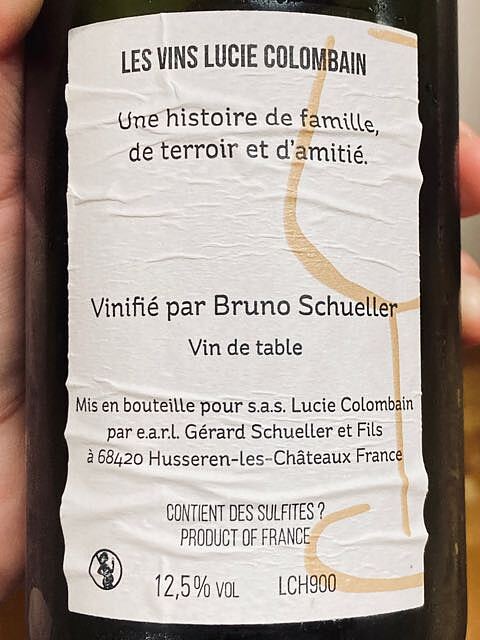 LES VINS LUCIE COLOMBAIN
Une histoire de famille,
de terroir et d'amitié.
Vinifié par Bruno Schueller
Vin de table
Mis en bouteille pour s.a.s. Lucie Colombain
par e.a.r.l. Gérard Schueller et Fils
à 68420 Husseren-les-Châteaux France
CONTIENT DES SULFITES ?
PRODUCT OF FRANCE
12,5% VOL LCH900